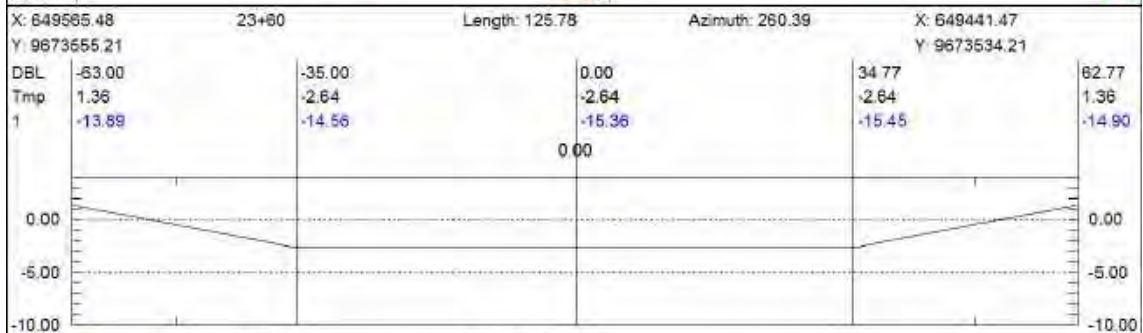 X: 649565.48 23+60 Length: 125.78 Azimuth: 260.39 X: 649441.47
Y: 9673555.21 Y: 9673534.21
DBL -63.00 -35.00 0.00 34.77 62.77
Tmp 1.36 -2.64 -2.64 -2.64 1.36
1 -13.89 -14.56 -15.36 -15.45 -14.90
0.00
0.00 0.00
-5.00 -5.00
-10.00 -10.00